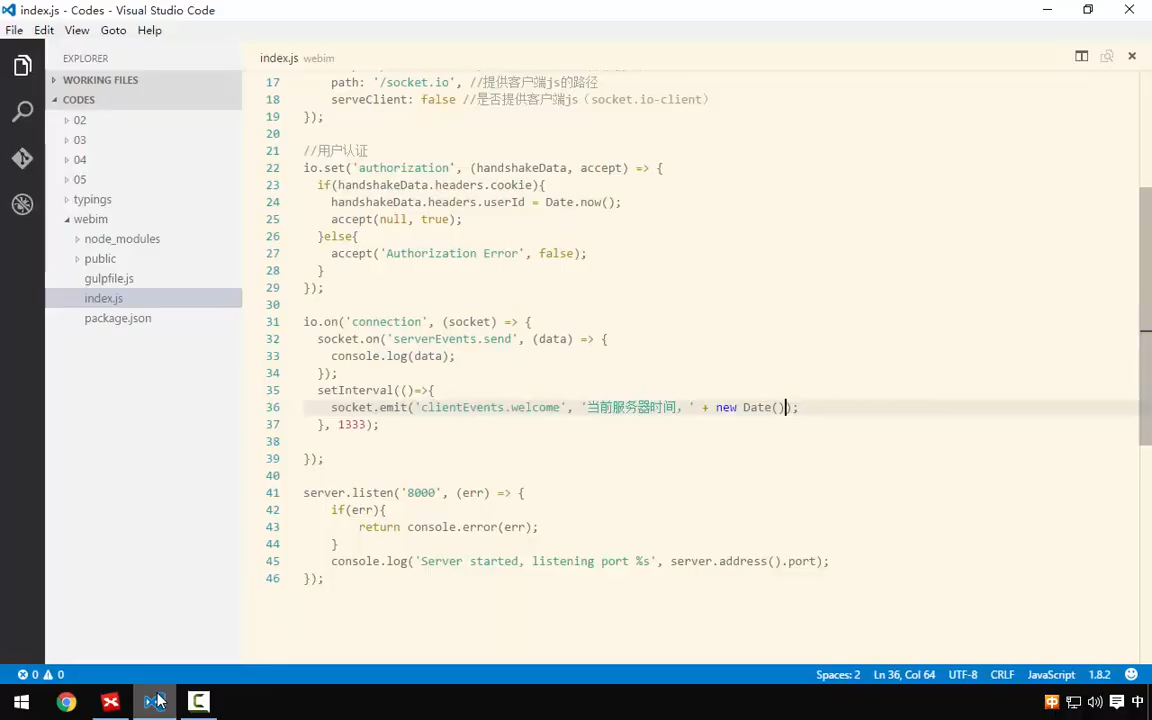 index.js - Codes - Visual Studio Code
File Edit View Goto Help
EXPLORER
WORKING FILES
CODES
02
03
04
05
typings
webim
node_modules
public
gulpfile.js
index.js
package.json
index.js webim
17 path: '/socket.io', //提供客户端js的路径
18 serveClient: false //是否提供客户端js（socket.io-client）
19 });
20
21 //用户认证
22 io.set('authorization', (handshakeData, accept) => {
23 if(handshakeData.headers.cookie){
24 handshakeData.headers.userId = Date.now();
25 accept(null, true);
26 }else{
27 accept('Authorization Error', false);
28 }
29 });
30
31 io.on('connection', (socket) => {
32 socket.on('serverEvents.send', (data) => {
33 console.log(data);
34 });
35 setInterval(()=>{
36 socket.emit('clientEvents.welcome', '当前服务器时间，' + new Date());
37 }, 1333);
38
39 });
40
41 server.listen('8000', (err) => {
42 if(err){
43 return console.error(err);
44 }
45 console.log('Server started, listening port %s', server.address().port);
46 });
0 0 Spaces: 2 Ln 36, Col 64 UTF-8 CRLF JavaScript 1.8.2
中 中